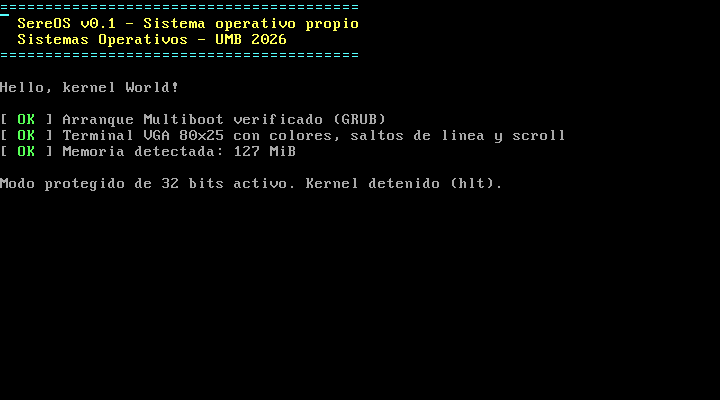 ========================================
SereOS v0.1 - Sistema operativo propio
Sistemas Operativos - UMB 2026
========================================
Hello, kernel World!
[ OK ] Arranque Multiboot verificado (GRUB)
[ OK ] Terminal VGA 80x25 con colores, saltos de linea y scroll
[ OK ] Memoria detectada: 127 MiB
Modo protegido de 32 bits activo. Kernel detenido (hlt).